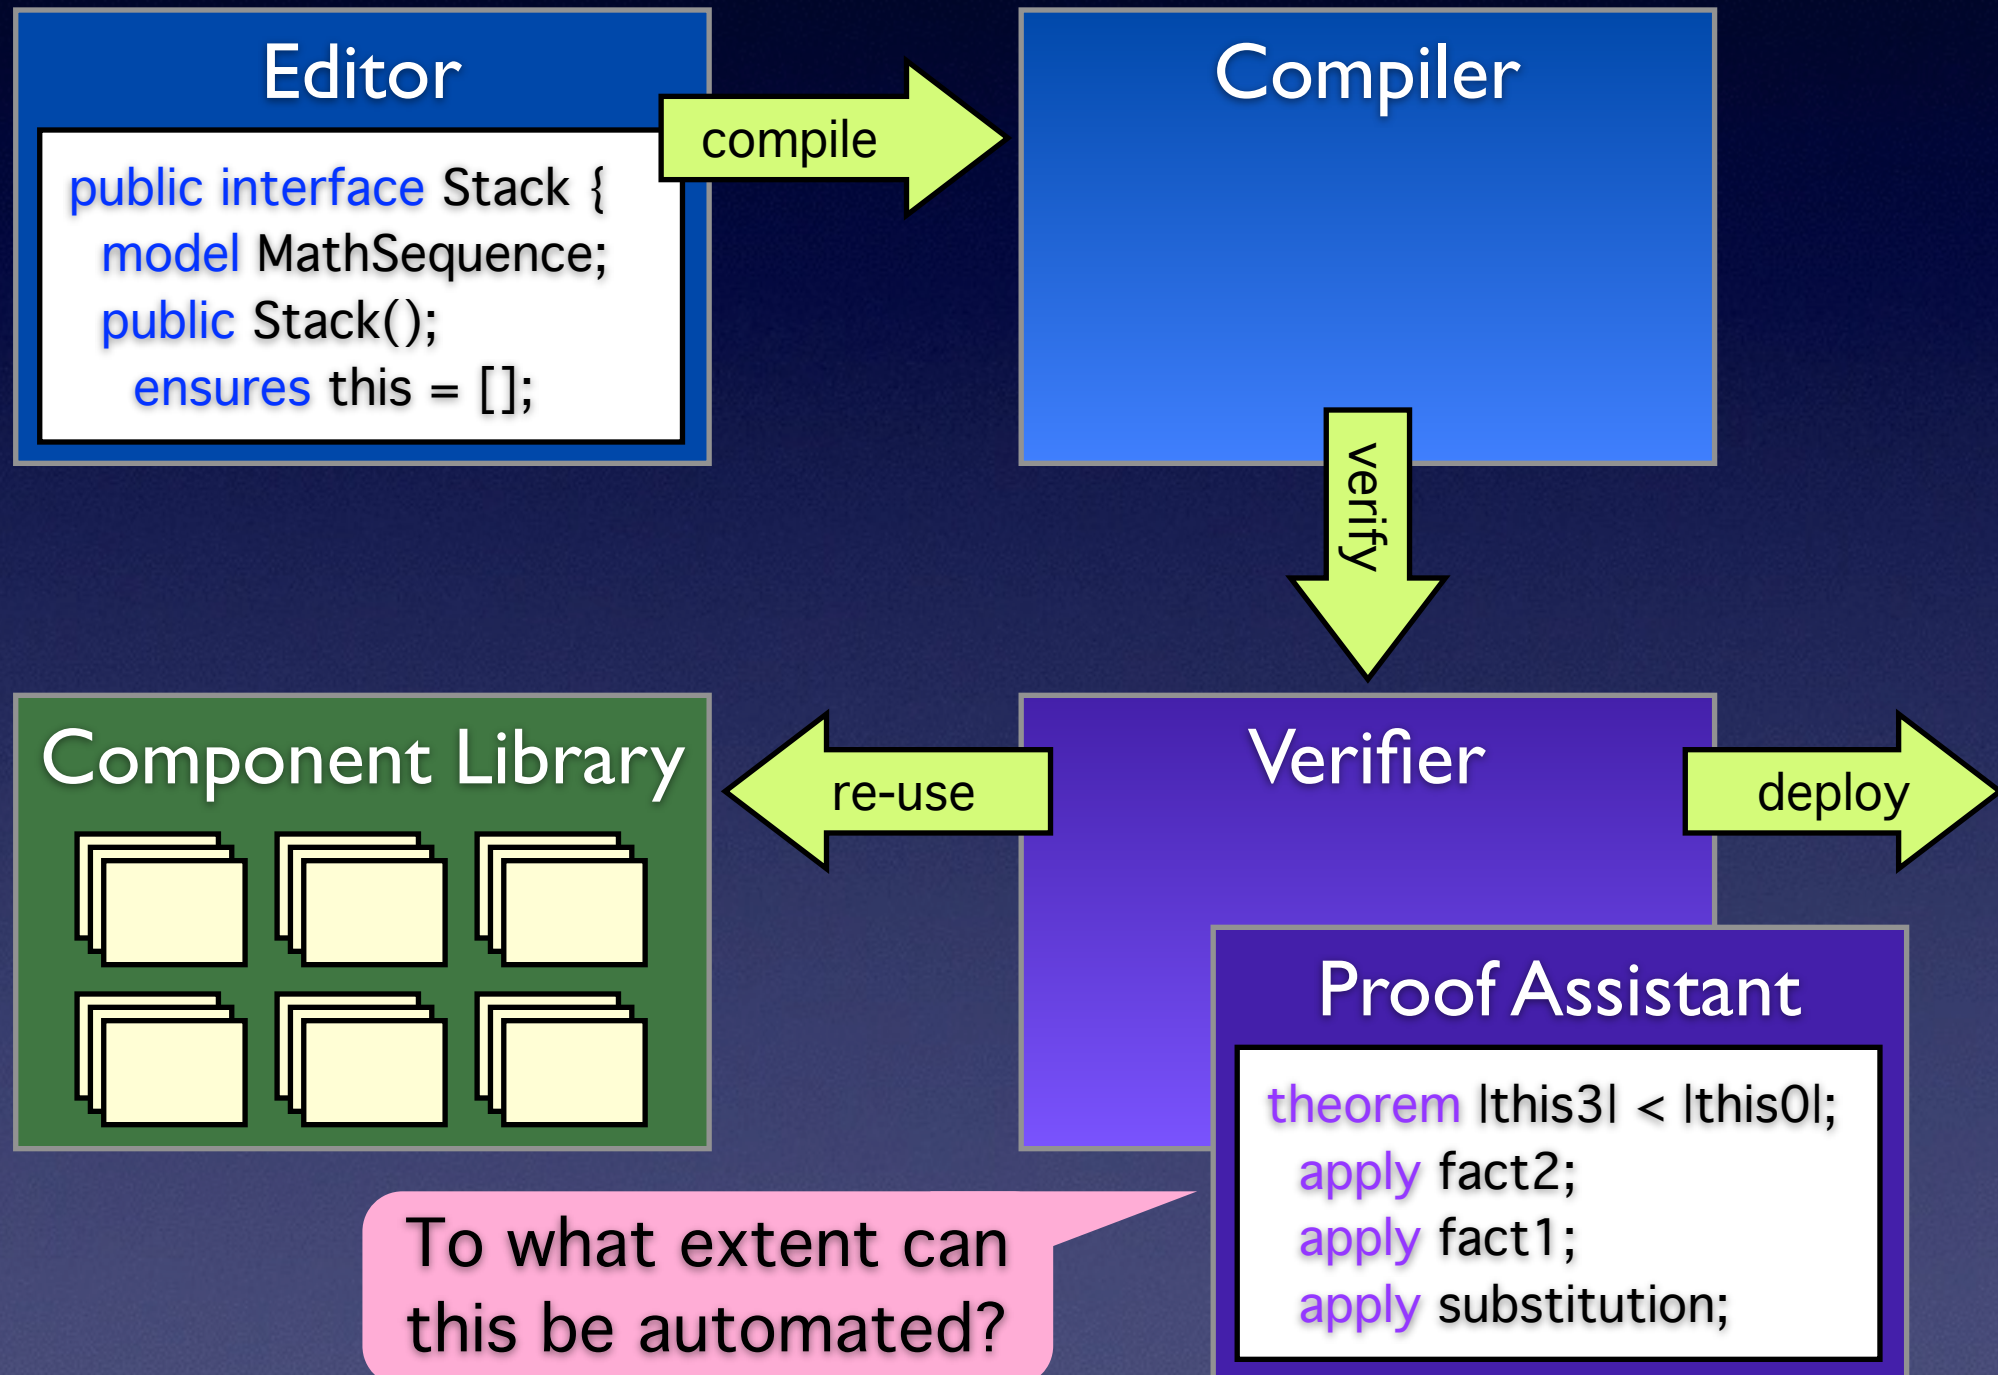 Editor
public interface Stack {
model MathSequence;
public Stack();
ensures this = [];
compile
Compiler
verify
Component Library
re-use
Verifier
deploy
Proof Assistant
theorem |this3| < |this0|;
apply fact2;
apply fact1;
apply substitution;
To what extent can
this be automated?